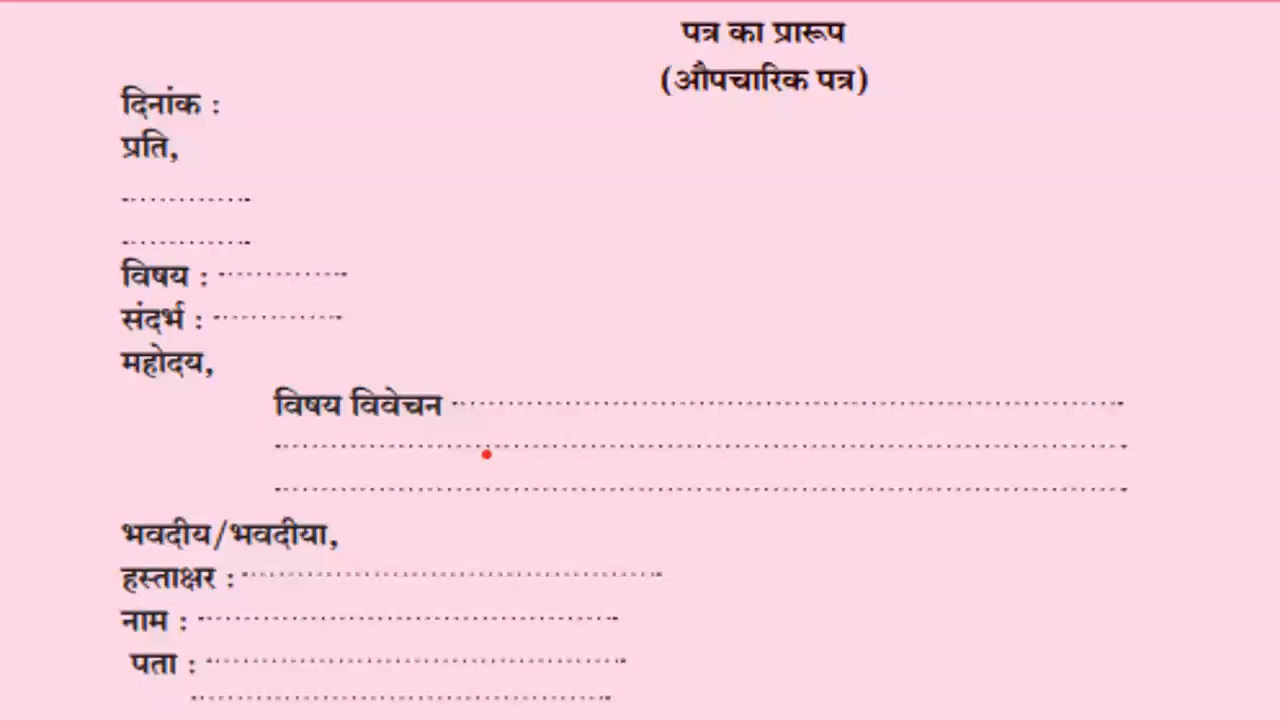 पत्र का प्रारूप
(औपचारिक पत्र)
दिनांक :
प्रति,
विषय :
संदर्भ :
महोदय,
विषय विवेचन
भवदीय/भवदीया,
हस्ताक्षर :
नाम :
पता :